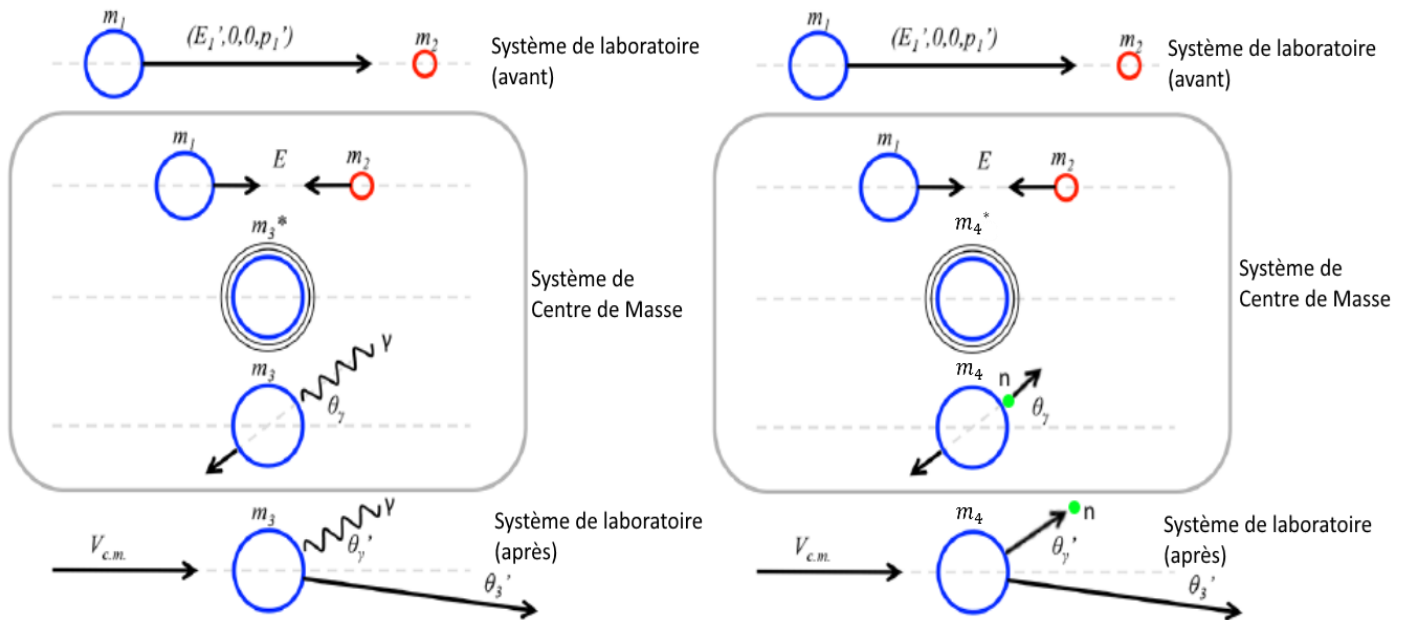 m₁
(E₁',0,0,p₁')
m₂
Système de laboratoire
(avant)
m₁
E
m₂
m₃*
Système de
Centre de Masse
m₃
γ
θγ
m₃
γ
Système de laboratoire
(après)
V_c.m.
θγ'
θ₃'
m₁
(E₁',0,0,p₁')
m₂
Système de laboratoire
(avant)
m₁
E
m₂
m₄*
Système de
Centre de Masse
m₄
n
θγ
m₄
n
Système de laboratoire
(après)
V_c.m.
θγ'
θ₃'